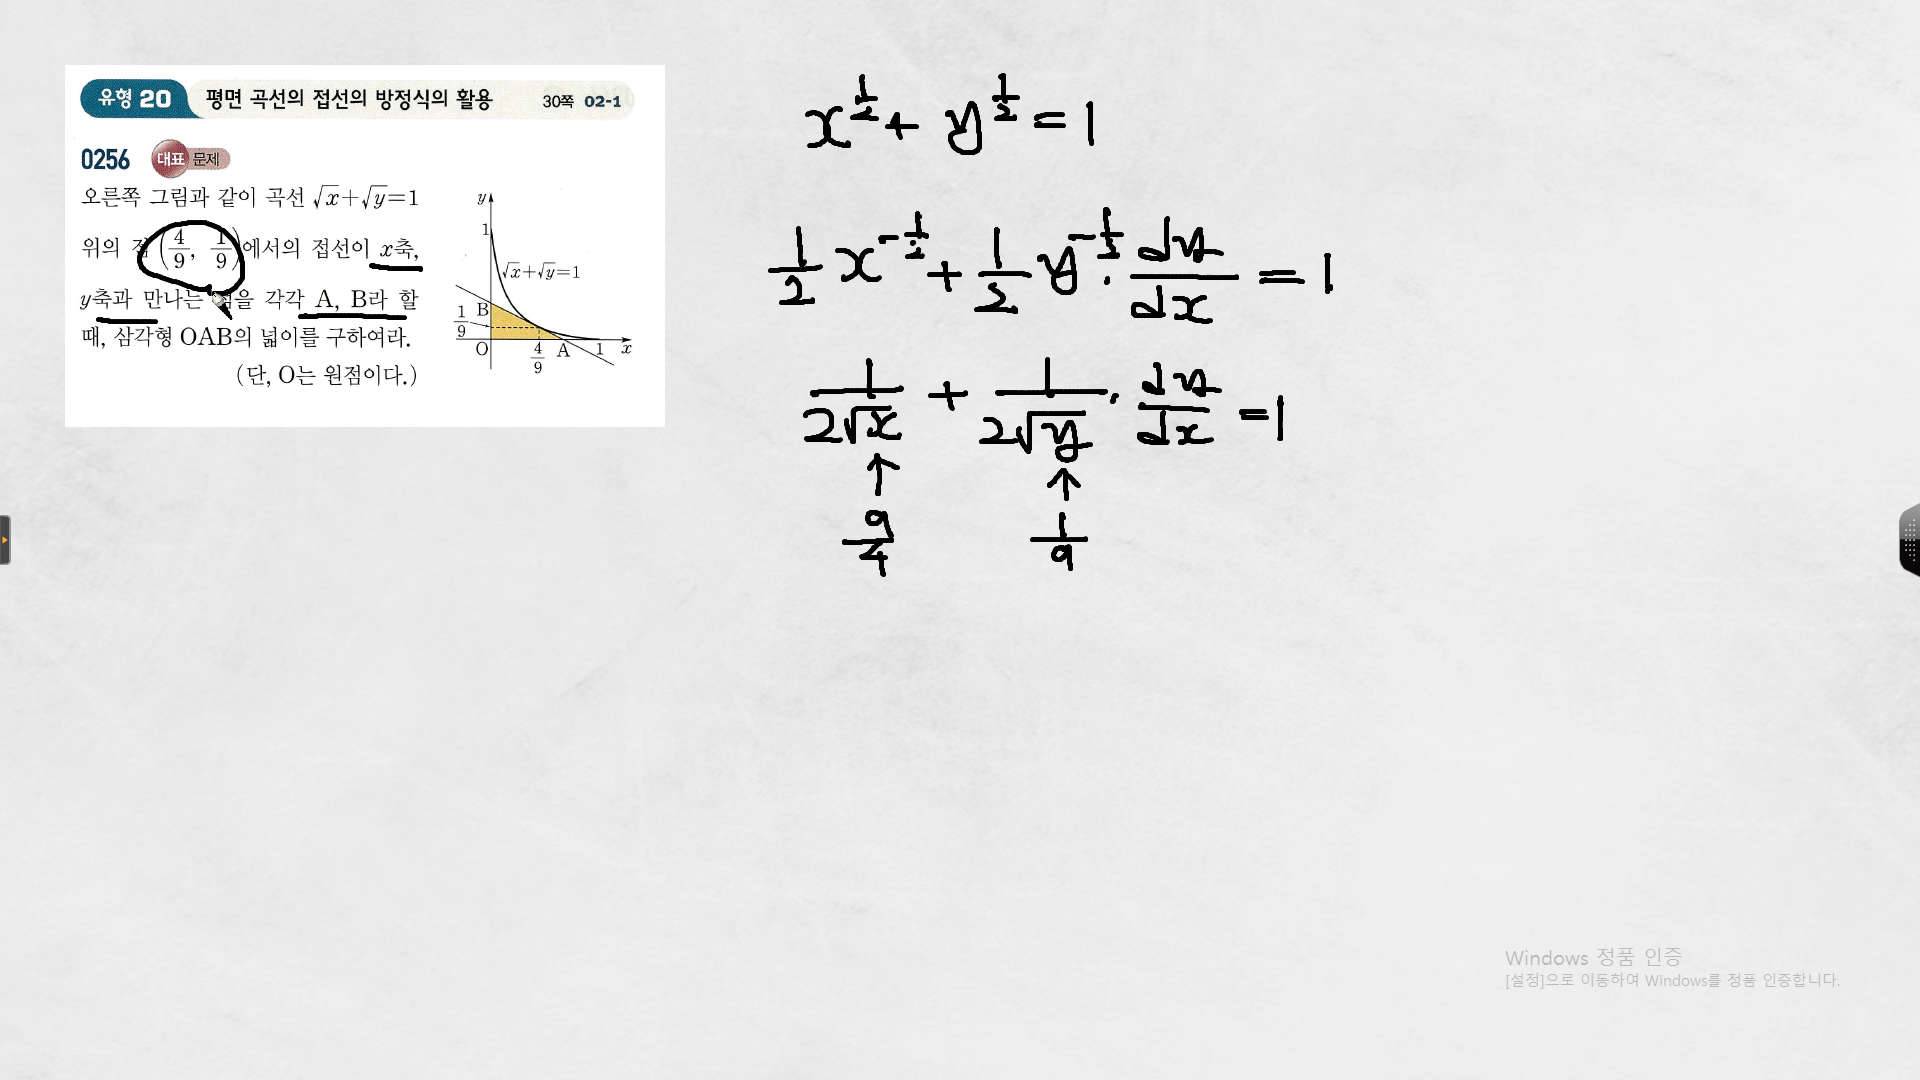 유형 20 평면 곡선의 접선의 방정식의 활용 30쪽 02-1
0256 대표 문제
오른쪽 그림과 같이 곡선 √x+√y=1
위의 점 (4/9, 1/9)에서의 접선이 x축,
y축과 만나는 점을 각각 A, B라 할
때, 삼각형 OAB의 넓이를 구하여라.
(단, O는 원점이다.)
y
1
√x+√y=1
B
1/9
O 4/9 A 1 x
x^(1/2) + y^(1/2) = 1
1/2 x^(-1/2) + 1/2 y^(-1/2) · dy/dx = 1
1/(2√x) + 1/(2√y) · dy/dx = 1
↑ ↑
9/4 1/9
Windows 정품 인증
[설정]으로 이동하여 Windows를 정품 인증합니다.